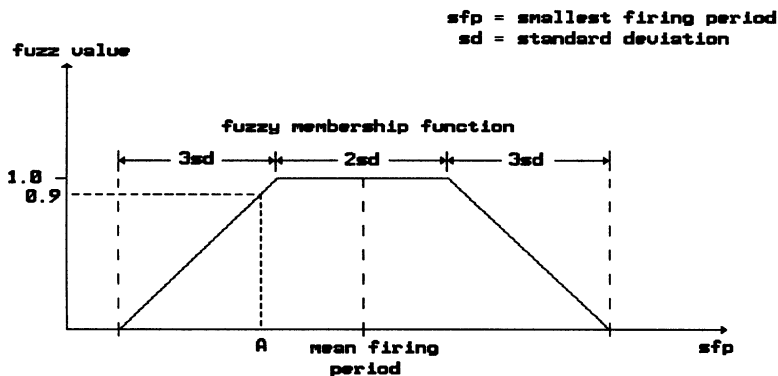 sfp = smallest firing period
sd = standard deviation
fuzz value
fuzzy membership function
3sd
2sd
3sd
1.0
0.9
A
mean firing
period
sfp